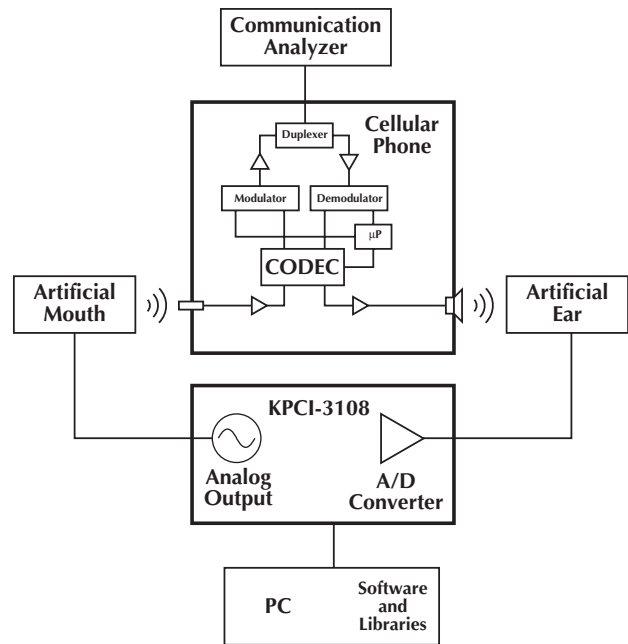 Communication
Analyzer
Cellular
Phone
Duplexer
Modulator
Demodulator
µP
CODEC
Artificial
Mouth
Artificial
Ear
KPCI-3108
Analog
Output
A/D
Converter
PC
Software
and
Libraries